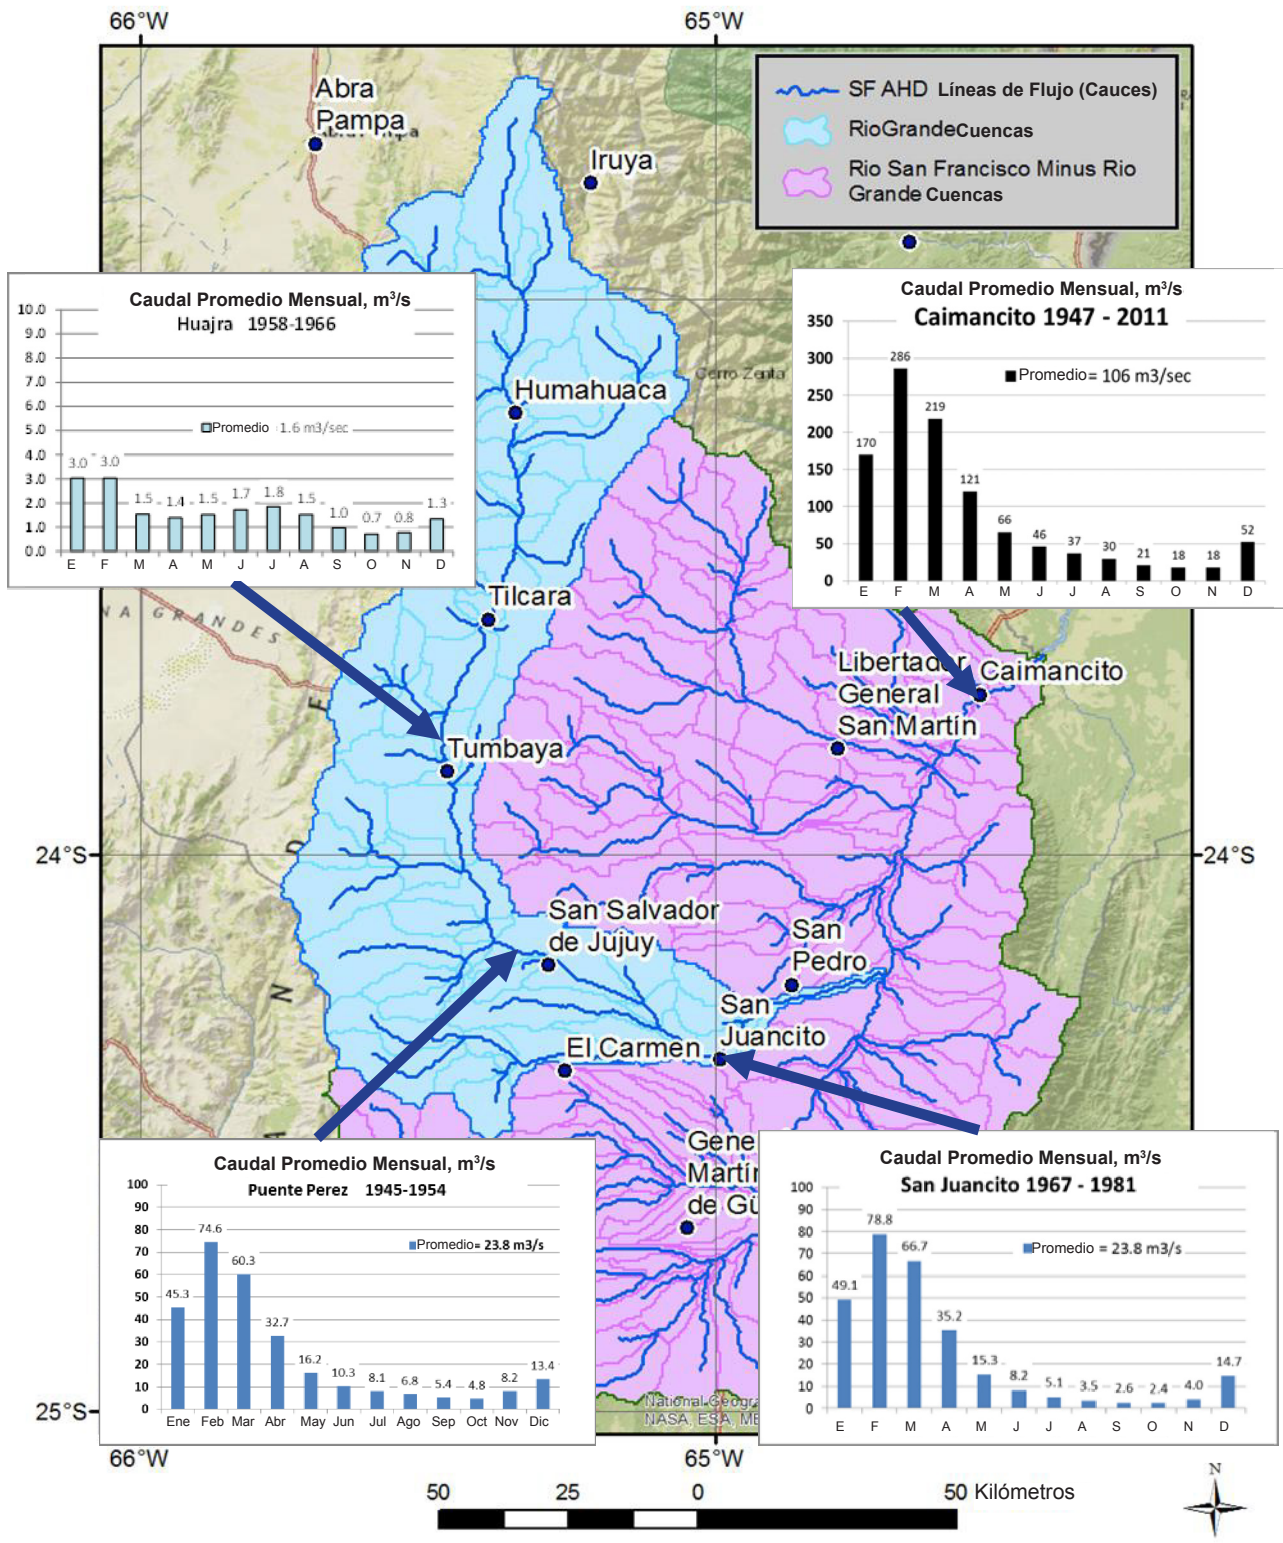 66°W
65°W
Abra
Pampa
Iruya
SF AHD Líneas de Flujo (Cauces)
RioGrandeCuencas
Rio San Francisco Minus Rio
Grande Cuencas
Caudal Promedio Mensual, m³/s
Huajra 1958-1966
10.0
9.0
8.0
7.0
6.0
5.0
4.0
3.0
2.0
1.0
0.0
Promedio 1.6 m3/sec
3.0 3.0 1.5 1.4 1.5 1.7 1.8 1.5 1.0 0.7 0.8 1.3
E F M A M J J A S O N D
Caudal Promedio Mensual, m³/s
Caimancito 1947 - 2011
350
300
250
200
150
100
50
0
Promedio= 106 m3/sec
170 286 219 121 66 46 37 30 21 18 18 52
E F M A M J J A S O N D
Cerro Zenta
Humahuaca
Tilcara
NA GRANDES
Libertador
General
San Martín
Caimancito
Tumbaya
24°S
24°S
San Salvador
de Jujuy
San
Pedro
San
Juancito
El Carmen
Gene
Martín
de Gü
Caudal Promedio Mensual, m³/s
Puente Perez 1945-1954
100
90
80
70
60
50
40
30
20
10
0
Promedio= 23.8 m3/s
45.3 74.6 60.3 32.7 16.2 10.3 8.1 6.8 5.4 4.8 8.2 13.4
Ene Feb Mar Abr May Jun Jul Ago Sep Oct Nov Dic
Caudal Promedio Mensual, m³/s
San Juancito 1967 - 1981
100
90
80
70
60
50
40
30
20
10
0
Promedio = 23.8 m3/s
49.1 78.8 66.7 35.2 15.3 8.2 5.1 3.5 2.6 2.4 4.0 14.7
E F M A M J J A S O N D
National Geogra
NASA, ESA, ME
25°S
66°W
65°W
50 25 0 50 Kilómetros
N